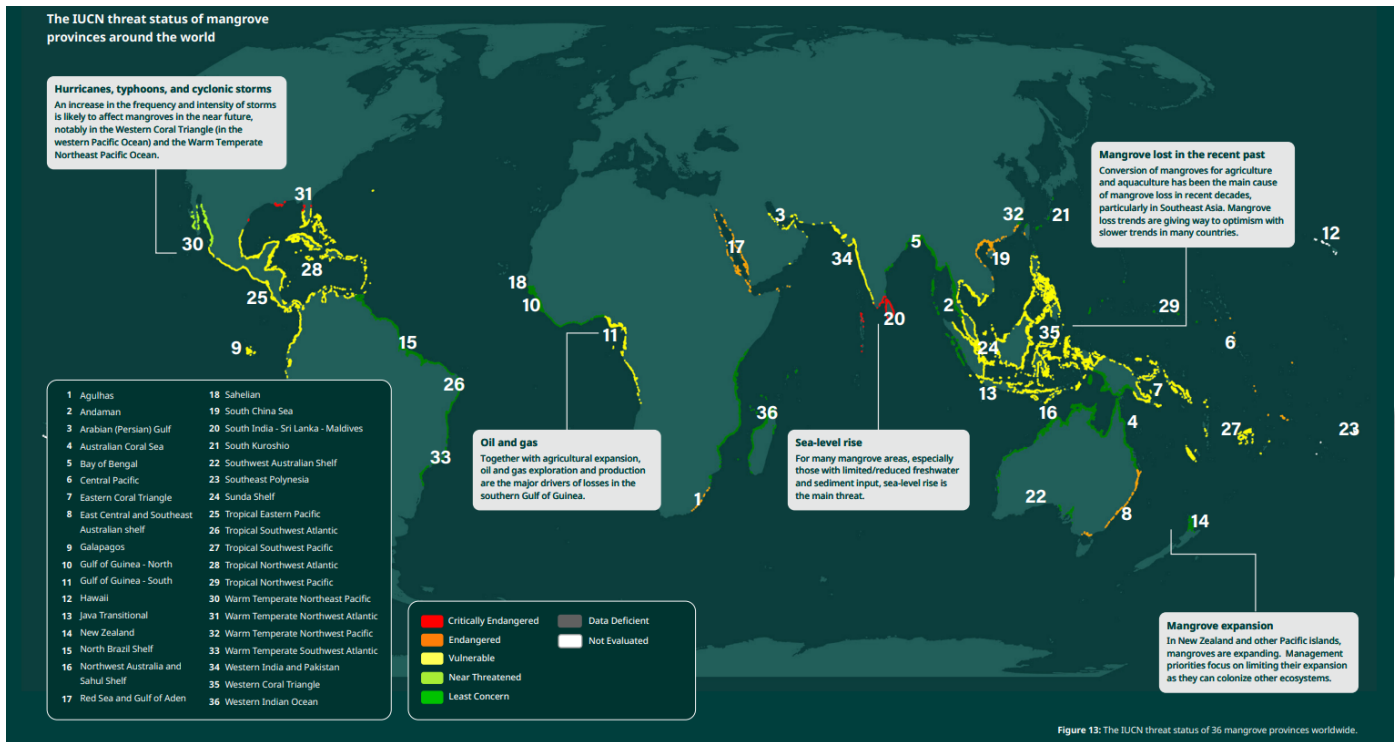 The IUCN threat status of mangrove
provinces around the world
Hurricanes, typhoons, and cyclonic storms
An increase in the frequency and intensity of storms
is likely to affect mangroves in the near future,
notably in the Western Coral Triangle (in the
western Pacific Ocean) and the Warm Temperate
Northeast Pacific Ocean.
Mangrove lost in the recent past
Conversion of mangroves for agriculture
and aquaculture has been the main cause
of mangrove loss in recent decades,
particularly in Southeast Asia. Mangrove
loss trends are giving way to optimism with
slower trends in many countries.
31
30
28
25
9
15
26
33
18
10
11
17
3
34
5
20
36
1
32
21
19
2
24
35
13
16
29
12
6
7
4
27
23
22
8
14
Oil and gas
Together with agricultural expansion,
oil and gas exploration and production
are the major drivers of losses in the
southern Gulf of Guinea.
Sea-level rise
For many mangrove areas, especially
those with limited/reduced freshwater
and sediment input, sea-level rise is
the main threat.
Mangrove expansion
In New Zealand and other Pacific islands,
mangroves are expanding. Management
priorities focus on limiting their expansion
as they can colonize other ecosystems.
1 Agulhas
2 Andaman
3 Arabian (Persian) Gulf
4 Australian Coral Sea
5 Bay of Bengal
6 Central Pacific
7 Eastern Coral Triangle
8 East Central and Southeast
Australian shelf
9 Galapagos
10 Gulf of Guinea - North
11 Gulf of Guinea - South
12 Hawaii
13 Java Transitional
14 New Zealand
15 North Brazil Shelf
16 Northwest Australia and
Sahul Shelf
17 Red Sea and Gulf of Aden
18 Sahelian
19 South China Sea
20 South India - Sri Lanka - Maldives
21 South Kuroshio
22 Southwest Australian Shelf
23 Southeast Polynesia
24 Sunda Shelf
25 Tropical Eastern Pacific
26 Tropical Southwest Atlantic
27 Tropical Southwest Pacific
28 Tropical Northwest Atlantic
29 Tropical Northwest Pacific
30 Warm Temperate Northeast Pacific
31 Warm Temperate Northwest Atlantic
32 Warm Temperate Northwest Pacific
33 Warm Temperate Southwest Atlantic
34 Western India and Pakistan
35 Western Coral Triangle
36 Western Indian Ocean
Critically Endangered
Endangered
Vulnerable
Near Threatened
Least Concern
Data Deficient
Not Evaluated
Figure 13: The IUCN threat status of 36 mangrove provinces worldwide.